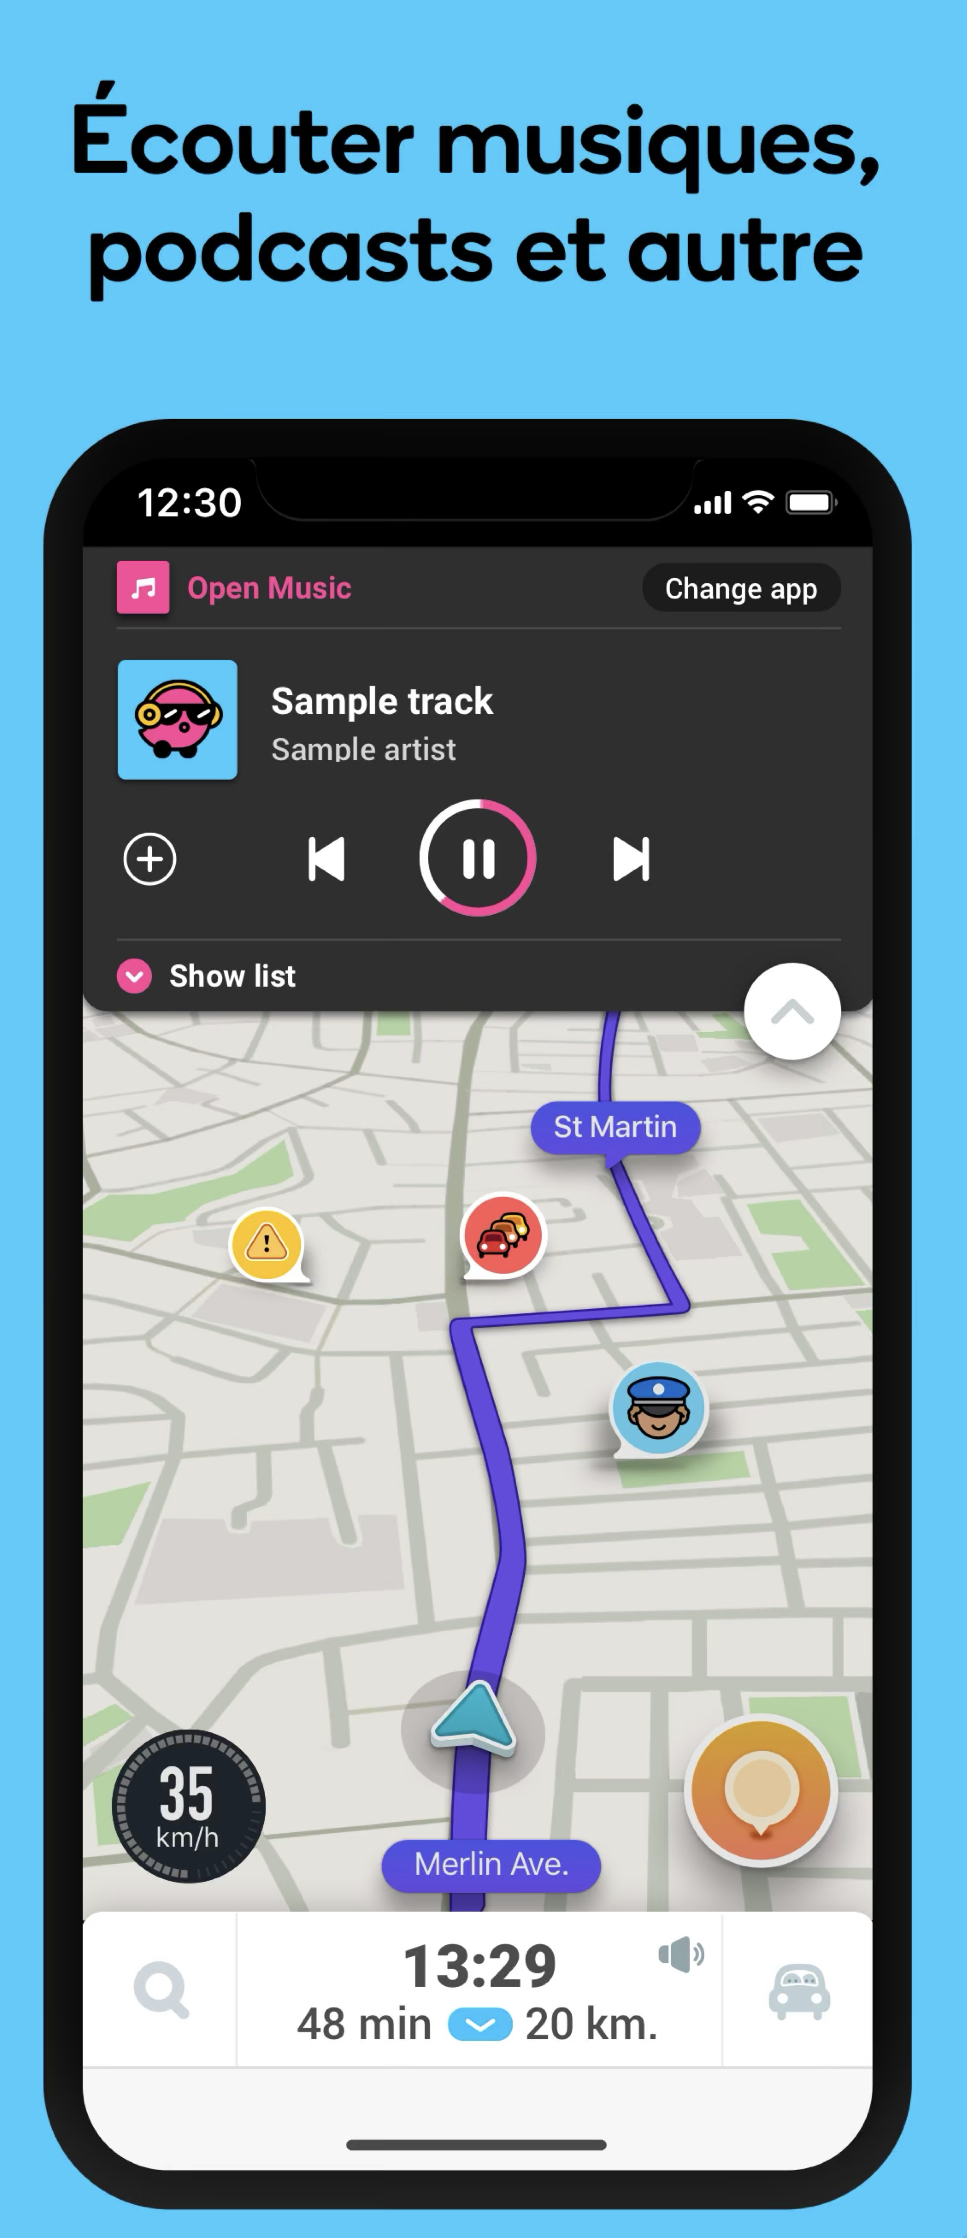 Écouter musiques,
podcasts et autre
12:30
Open Music
Change app
Sample track
Sample artist
Show list
St Martin
35
km/h
Merlin Ave.
13:29
48 min 20 km.